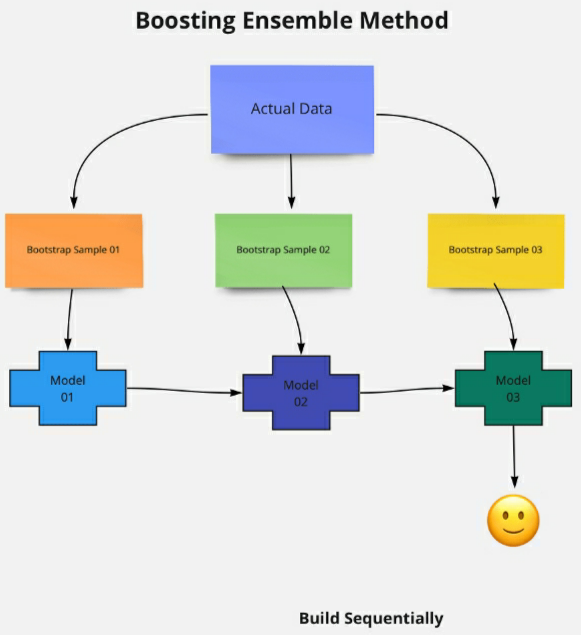 Boosting Ensemble Method
Actual Data
Bootstrap Sample 01
Bootstrap Sample 02
Bootstrap Sample 03
Model
01
Model
02
Model
03
Build Sequentially